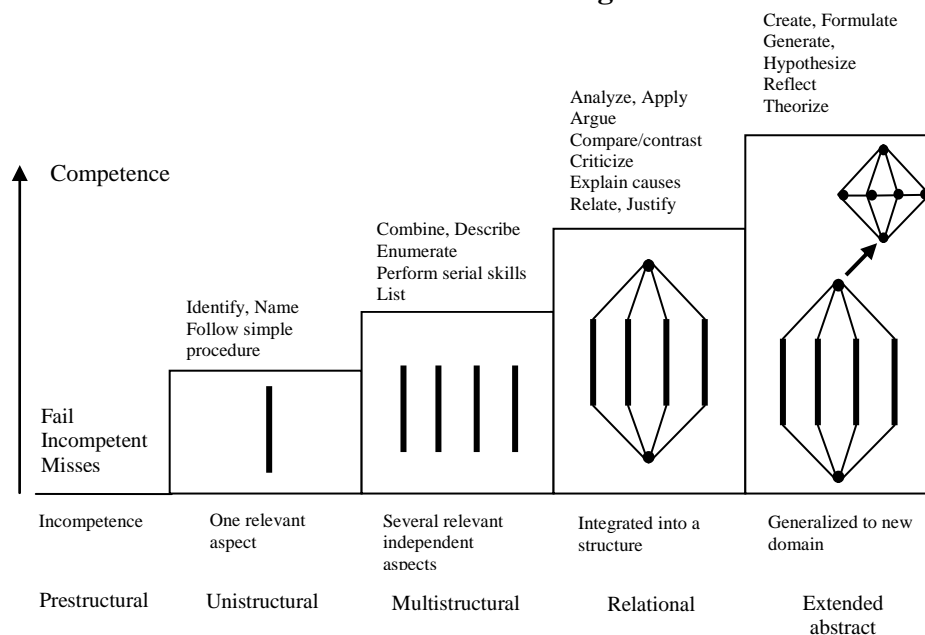 Create, Formulate
Generate,
Hypothesize
Reflect
Theorize
Analyze, Apply
Argue
Compare/contrast
Criticize
Explain causes
Relate, Justify
Competence
Combine, Describe
Enumerate
Perform serial skills
List
Identify, Name
Follow simple
procedure
Fail
Incompetent
Misses
Incompetence
One relevant
aspect
Several relevant
independent
aspects
Integrated into a
structure
Generalized to new
domain
Prestructural
Unistructural
Multistructural
Relational
Extended
abstract